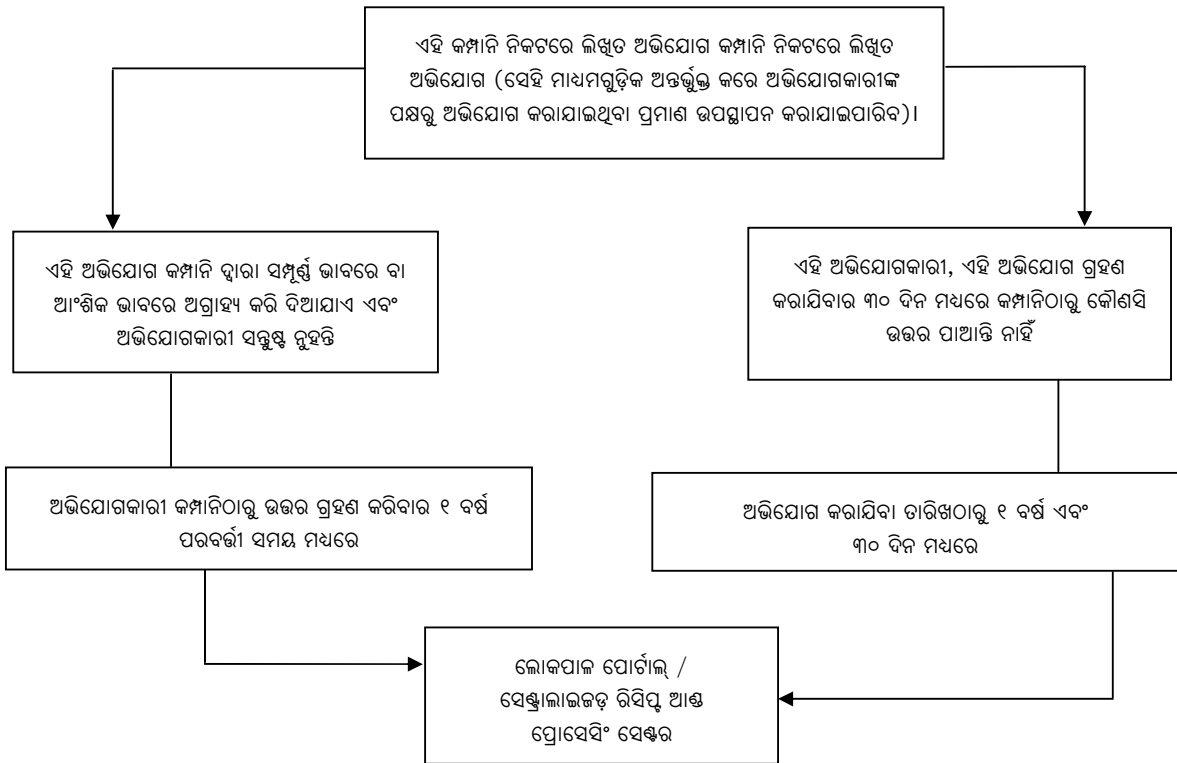 ଏହି କମ୍ପାନି ନିକଟରେ ଲିଖିତ ଅଭିଯୋଗ କମ୍ପାନି ନିକଟରେ ଲିଖିତ
ଅଭିଯୋଗ (ସେହି ମାଧ୍ୟମଗୁଡ଼ିକ ଅନ୍ତର୍ଭୁକ୍ତ କରେ ଅଭିଯୋଗକାରୀଙ୍କ
ପକ୍ଷରୁ ଅଭିଯୋଗ କରାଯାଇଥିବା ପ୍ରମାଣ ଉପସ୍ଥାପନ କରାଯାଇପାରିବ)।
ଏହି ଅଭିଯୋଗ କମ୍ପାନି ଦ୍ୱାରା ସମ୍ପୂର୍ଣ୍ଣ ଭାବରେ ବା
ଆଂଶିକ ଭାବରେ ଅଗ୍ରାହ୍ୟ କରି ଦିଆଯାଏ ଏବଂ
ଅଭିଯୋଗକାରୀ ସନ୍ତୁଷ୍ଟ ନୁହନ୍ତି
ଏହି ଅଭିଯୋଗକାରୀ, ଏହି ଅଭିଯୋଗ ଗ୍ରହଣ
କରାଯିବାର ୩୦ ଦିନ ମଧ୍ୟରେ କମ୍ପାନିଠାରୁ କୌଣସି
ଉତ୍ତର ପାଆନ୍ତି ନାହିଁ
ଅଭିଯୋଗକାରୀ କମ୍ପାନିଠାରୁ ଉତ୍ତର ଗ୍ରହଣ କରିବାର ୧ ବର୍ଷ
ପରବର୍ତ୍ତୀ ସମୟ ମଧ୍ୟରେ
ଅଭିଯୋଗ କରାଯିବା ତାରିଖଠାରୁ ୧ ବର୍ଷ ଏବଂ
୩୦ ଦିନ ମଧ୍ୟରେ
ଲୋକପାଳ ପୋର୍ଟାଲ୍ /
ସେଣ୍ଟ୍ରାଲାଇଜଡ଼ ରିସିପ୍ଟ ଆଣ୍ଡ
ପ୍ରୋସେସିଂ ସେଣ୍ଟର